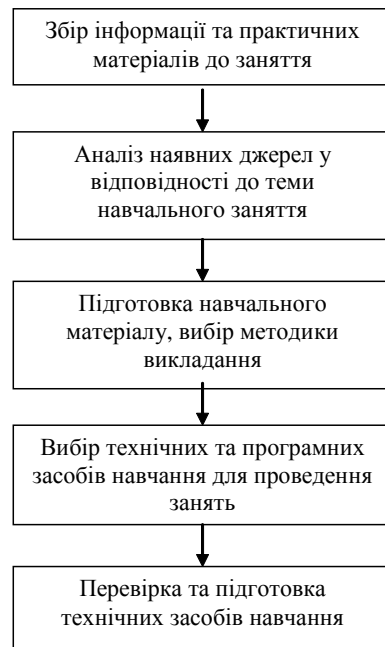 Збір інформації та практичних
матеріалів до заняття
Аналіз наявних джерел у
відповідності до теми
навчального заняття
Підготовка навчального
матеріалу, вибір методики
викладання
Вибір технічних та програмних
засобів навчання для проведення
занять
Перевірка та підготовка
технічних засобів навчання